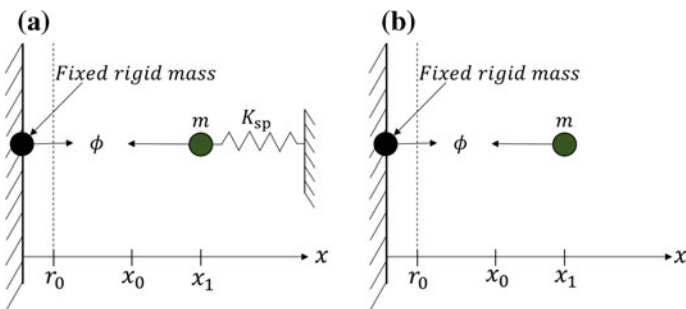 (a)
Fixed rigid mass
m
K_sp
ϕ
r_0
x_0
x_1
x
(b)
Fixed rigid mass
m
ϕ
r_0
x_0
x_1
x